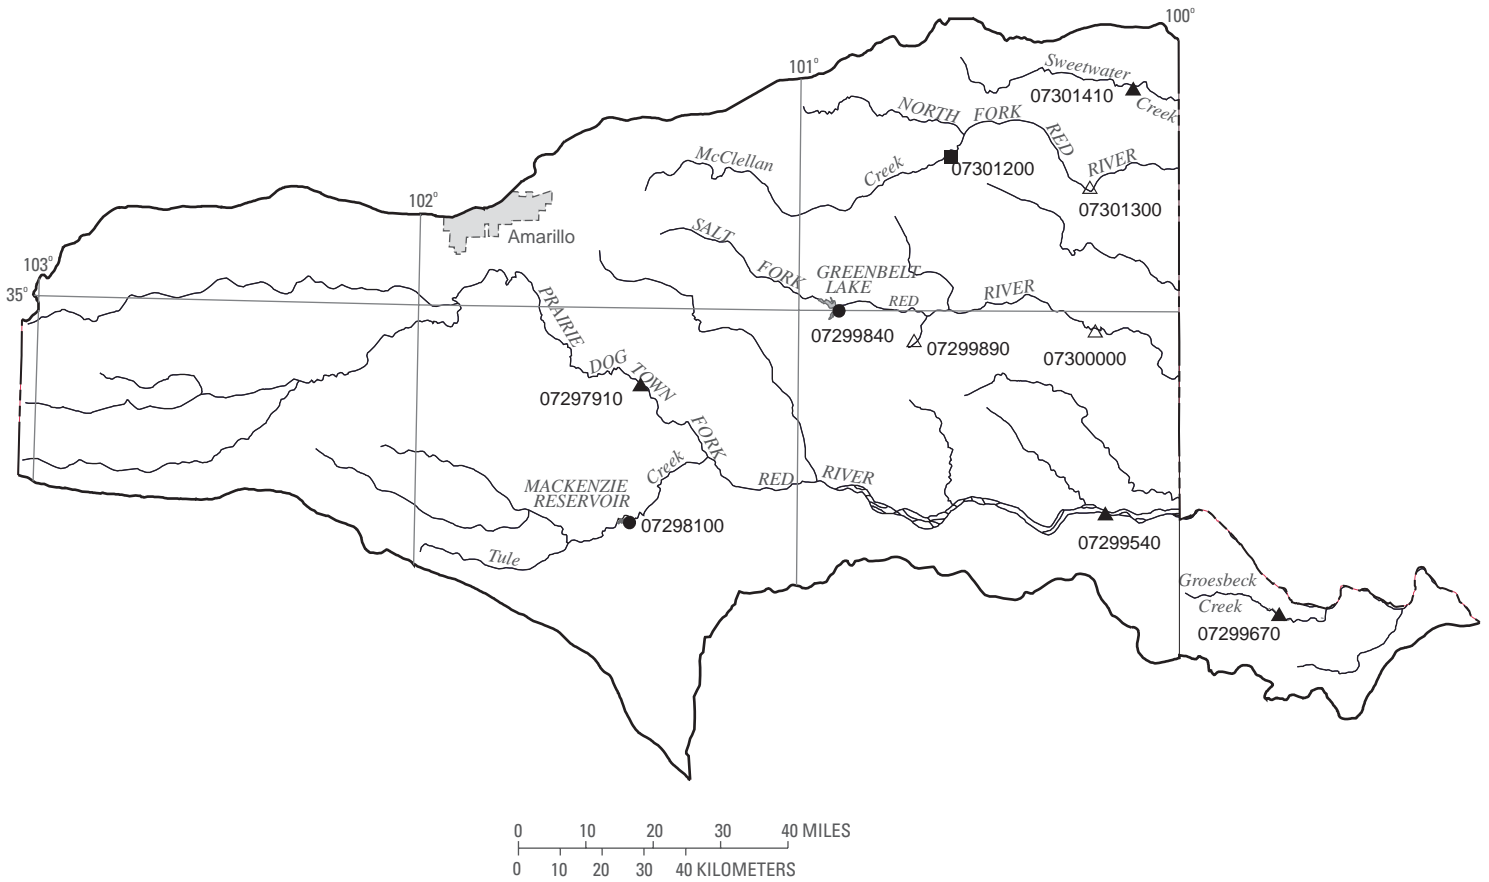 100°
101°
Sweetwater
07301410
Creek
NORTH FORK
RED
RIVER
McClellan
Creek
07301200
07301300
102°
Amarillo
SALT
FORK
GREENBELT
LAKE
RED
RIVER
103°
35°
PRAIRIE
07299840
07299890
07300000
DOG
TOWN
07297910
FORK
Creek
RED
RIVER
MACKENZIE
RESERVOIR
07298100
07299540
Tule
Groesbeck
Creek
07299670
0 10 20 30 40 MILES
0 10 20 30 40 KILOMETERS